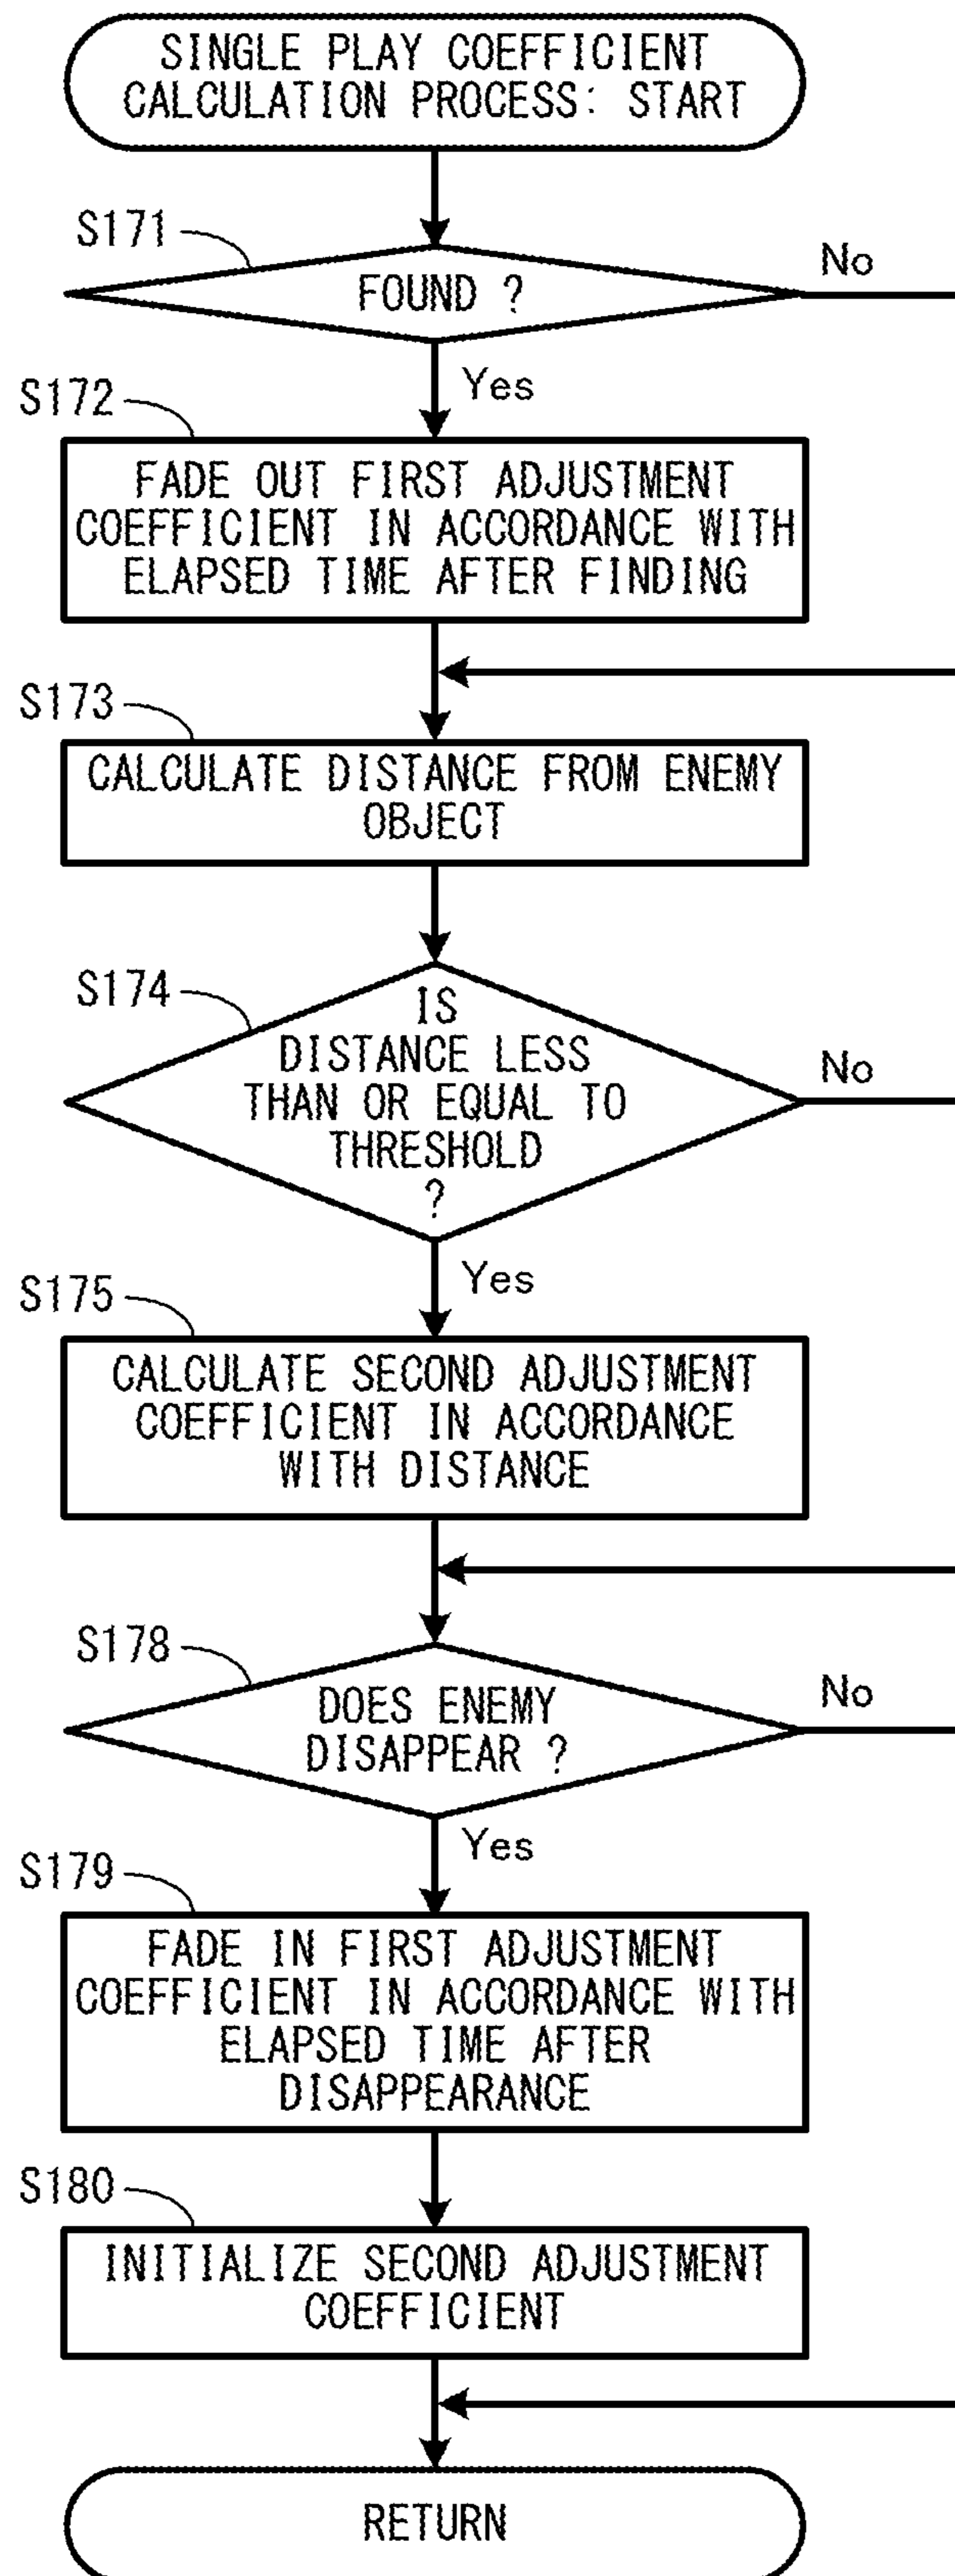 SINGLE PLAY COEFFICIENT
CALCULATION PROCESS: START
S171
FOUND ?
No
Yes
S172
FADE OUT FIRST ADJUSTMENT
COEFFICIENT IN ACCORDANCE WITH
ELAPSED TIME AFTER FINDING
S173
CALCULATE DISTANCE FROM ENEMY
OBJECT
S174
IS
DISTANCE LESS
THAN OR EQUAL TO
THRESHOLD
?
No
Yes
S175
CALCULATE SECOND ADJUSTMENT
COEFFICIENT IN ACCORDANCE
WITH DISTANCE
S178
DOES ENEMY
DISAPPEAR ?
No
Yes
S179
FADE IN FIRST ADJUSTMENT
COEFFICIENT IN ACCORDANCE WITH
ELAPSED TIME AFTER
DISAPPEARANCE
S180
INITIALIZE SECOND ADJUSTMENT
COEFFICIENT
RETURN